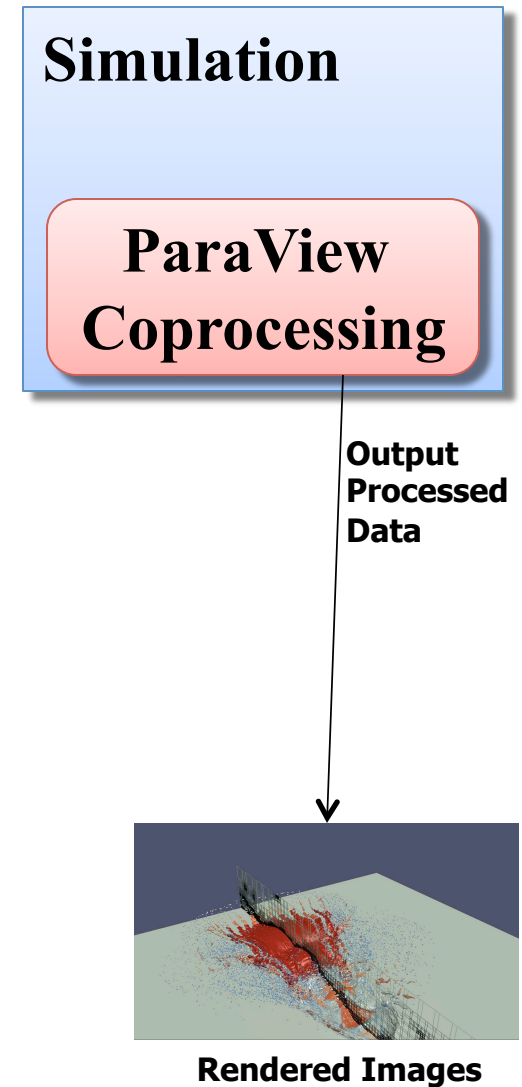 Simulation
ParaView
Coprocessing
Output
Processed
Data
Rendered Images